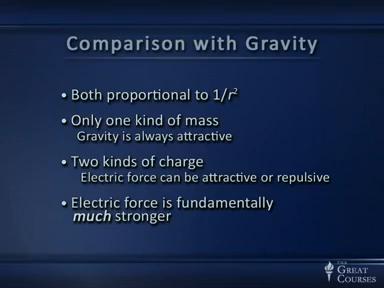 Comparison with Gravity
• Both proportional to 1/r²
• Only one kind of mass
Gravity is always attractive
• Two kinds of charge
Electric force can be attractive or repulsive
• Electric force is fundamentally
much stronger
THE
GREAT
COURSES